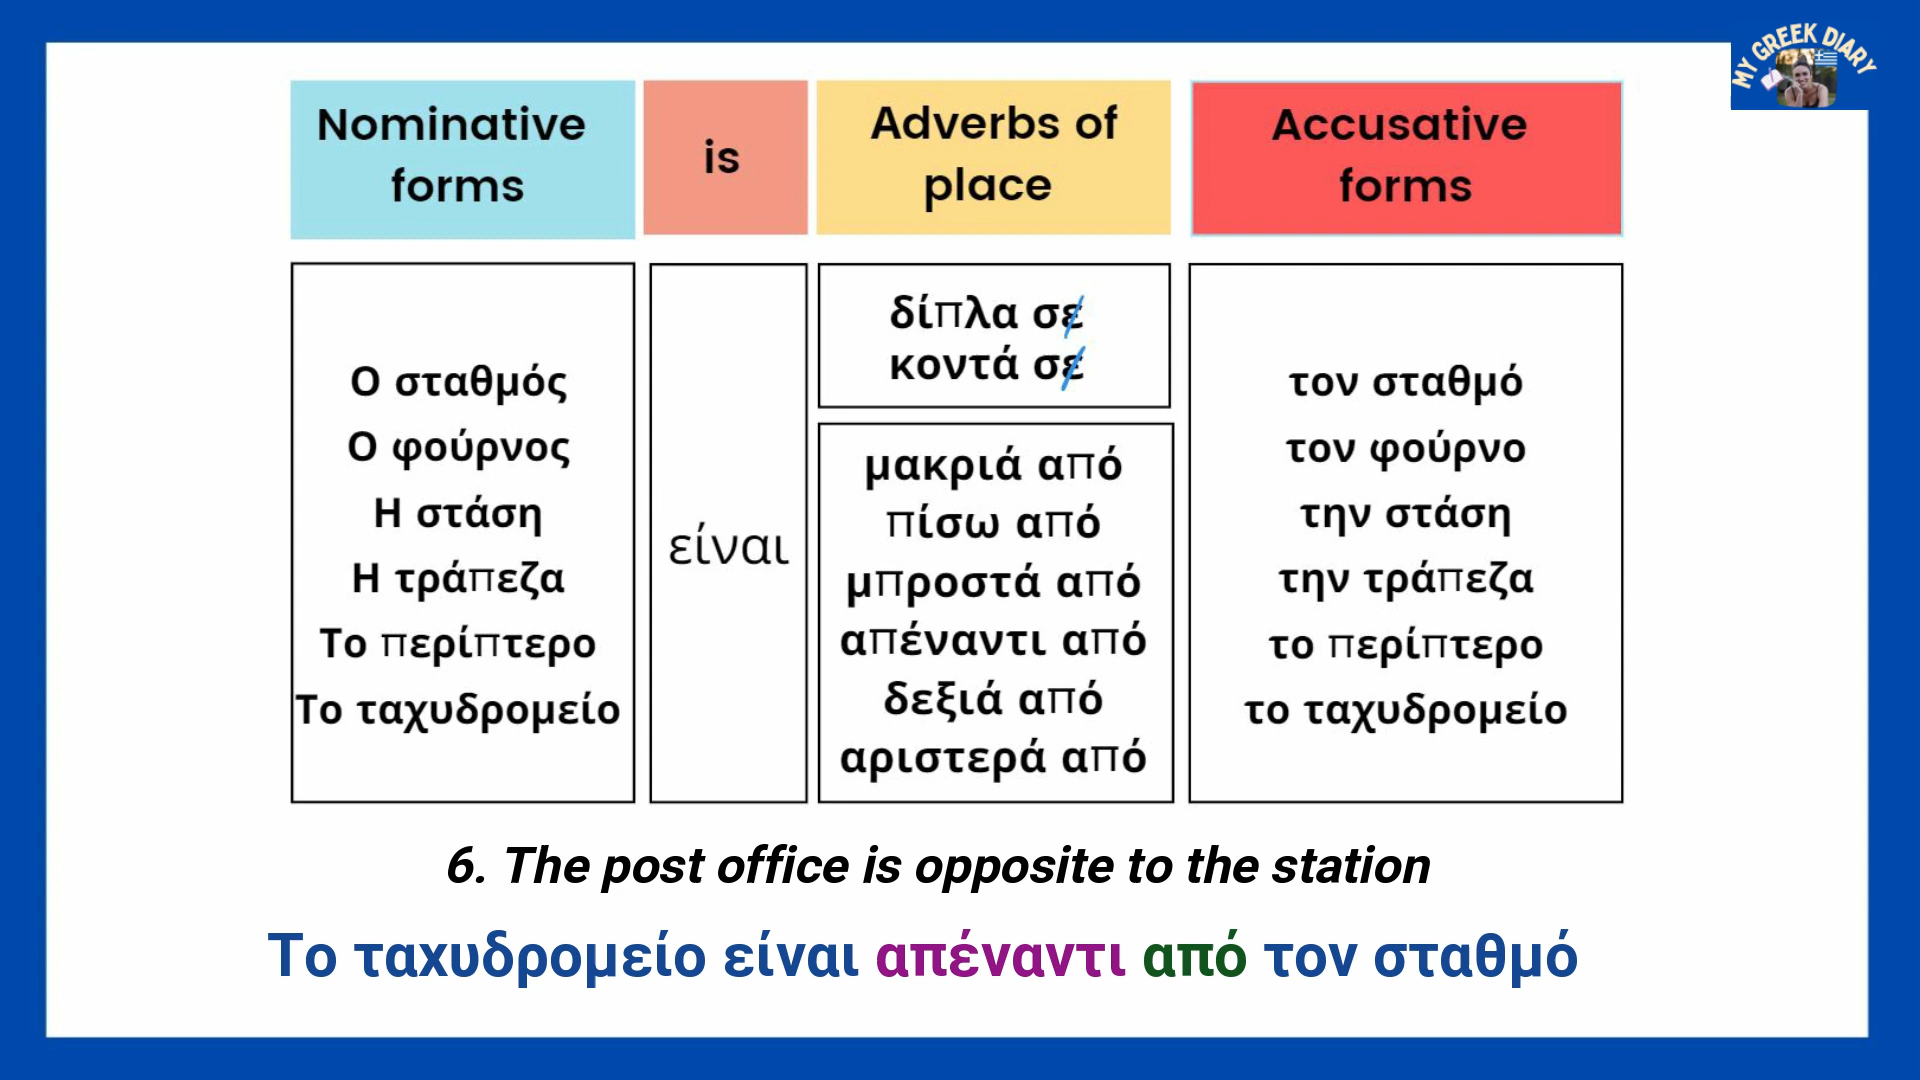 MY GREEK DIARY
Nominative
forms
is
Adverbs of
place
Accusative
forms
Ο σταθμός
Ο φούρνος
Η στάση
Η τράπεζα
Το περίπτερο
Το ταχυδρομείο
είναι
δίπλα σε
κοντά σε
μακριά από
πίσω από
μπροστά από
απέναντι από
δεξιά από
αριστερά από
τον σταθμό
τον φούρνο
την στάση
την τράπεζα
το περίπτερο
το ταχυδρομείο
6. The post office is opposite to the station
Το ταχυδρομείο είναι απέναντι από τον σταθμό